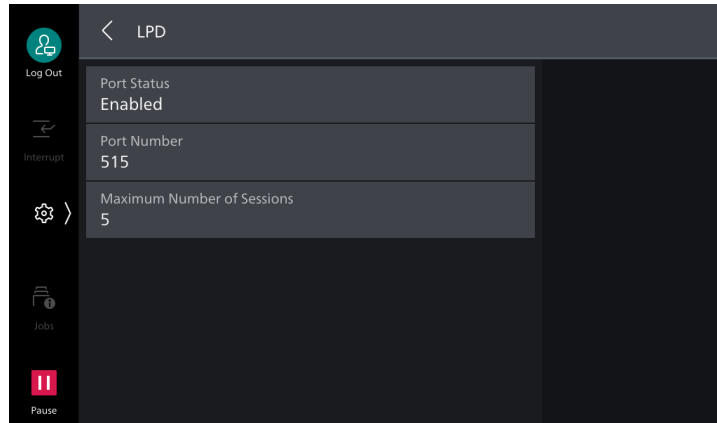 LPD
Log Out
Port Status
Enabled
Port Number
515
Interrupt
Maximum Number of Sessions
5
Jobs
Pause